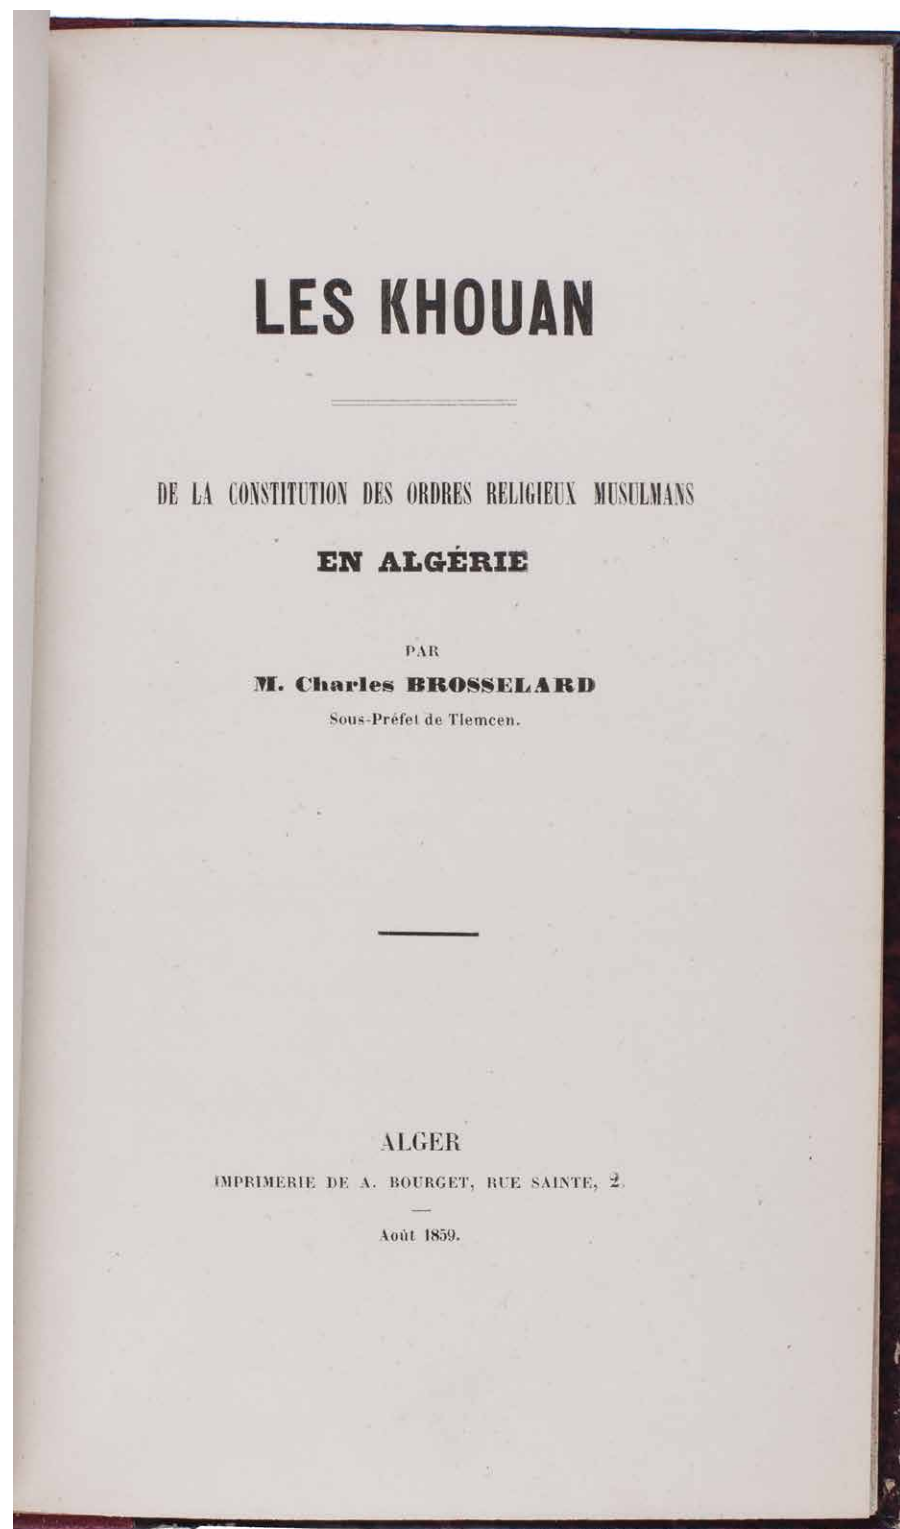 LES KHOUAN
DE LA CONSTITUTION DES ORDRES RELIGIEUX MUSULMANS
EN ALGÉRIE
PAR
M. Charles BROSSELARD
Sous-Préfet de Tlemcen.
ALGER
IMPRIMERIE DE A. BOURGET, RUE SAINTE, 2.
Août 1859.